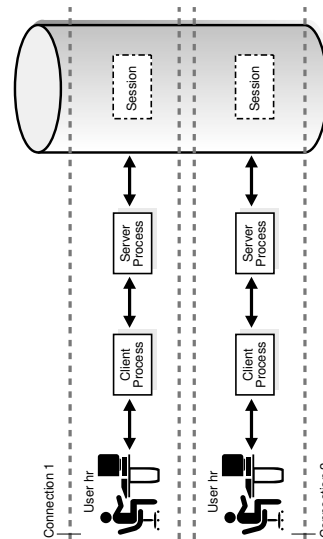 Connection 1
User hr
Client
Process
Server
Process
Session
User hr
Client
Process
Server
Process
Session